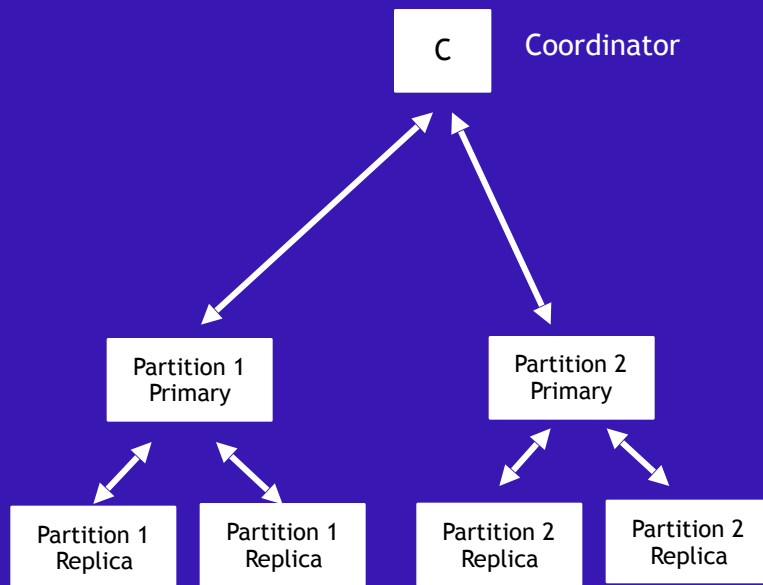 C
Coordinator
Partition 1
Primary
Partition 2
Primary
Partition 1
Replica
Partition 1
Replica
Partition 2
Replica
Partition 2
Replica